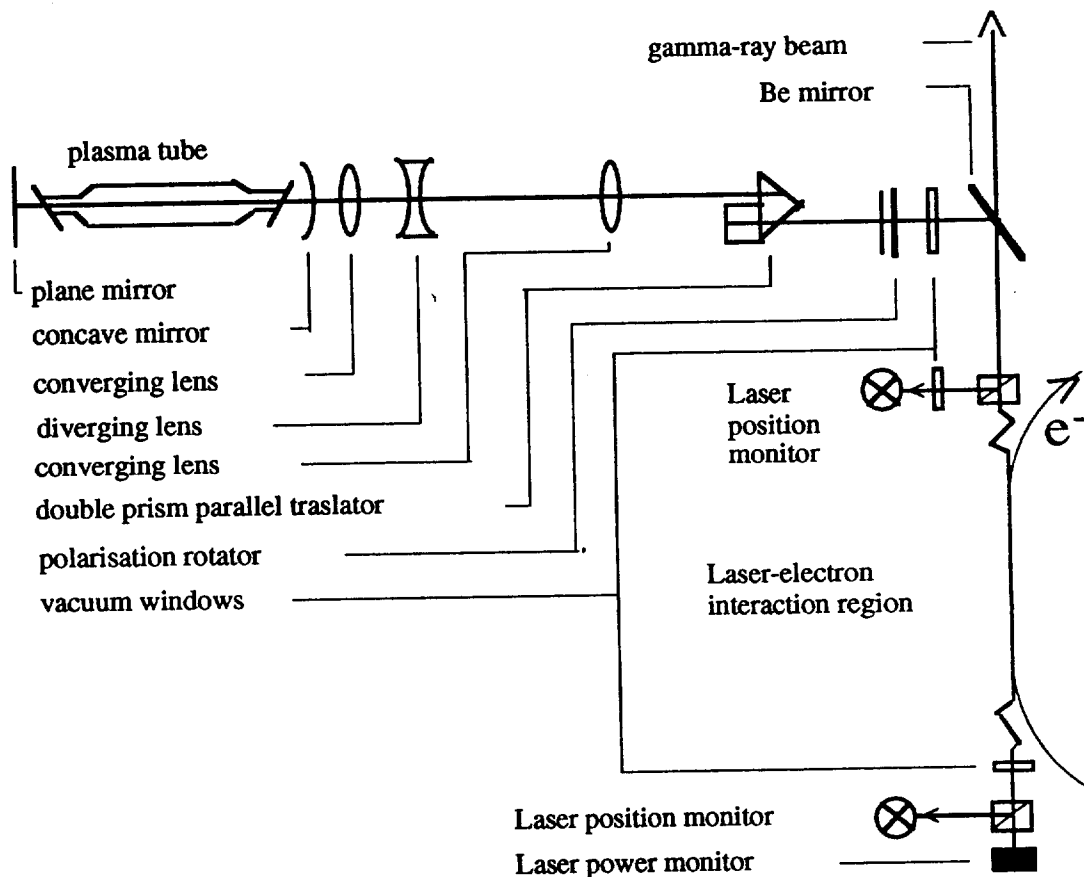 gamma-ray beam
Be mirror
plasma tube
plane mirror
concave mirror
converging lens
diverging lens
converging lens
double prism parallel traslator
polarisation rotator
vacuum windows
Laser
position
monitor
e⁻
Laser-electron
interaction region
Laser position monitor
Laser power monitor